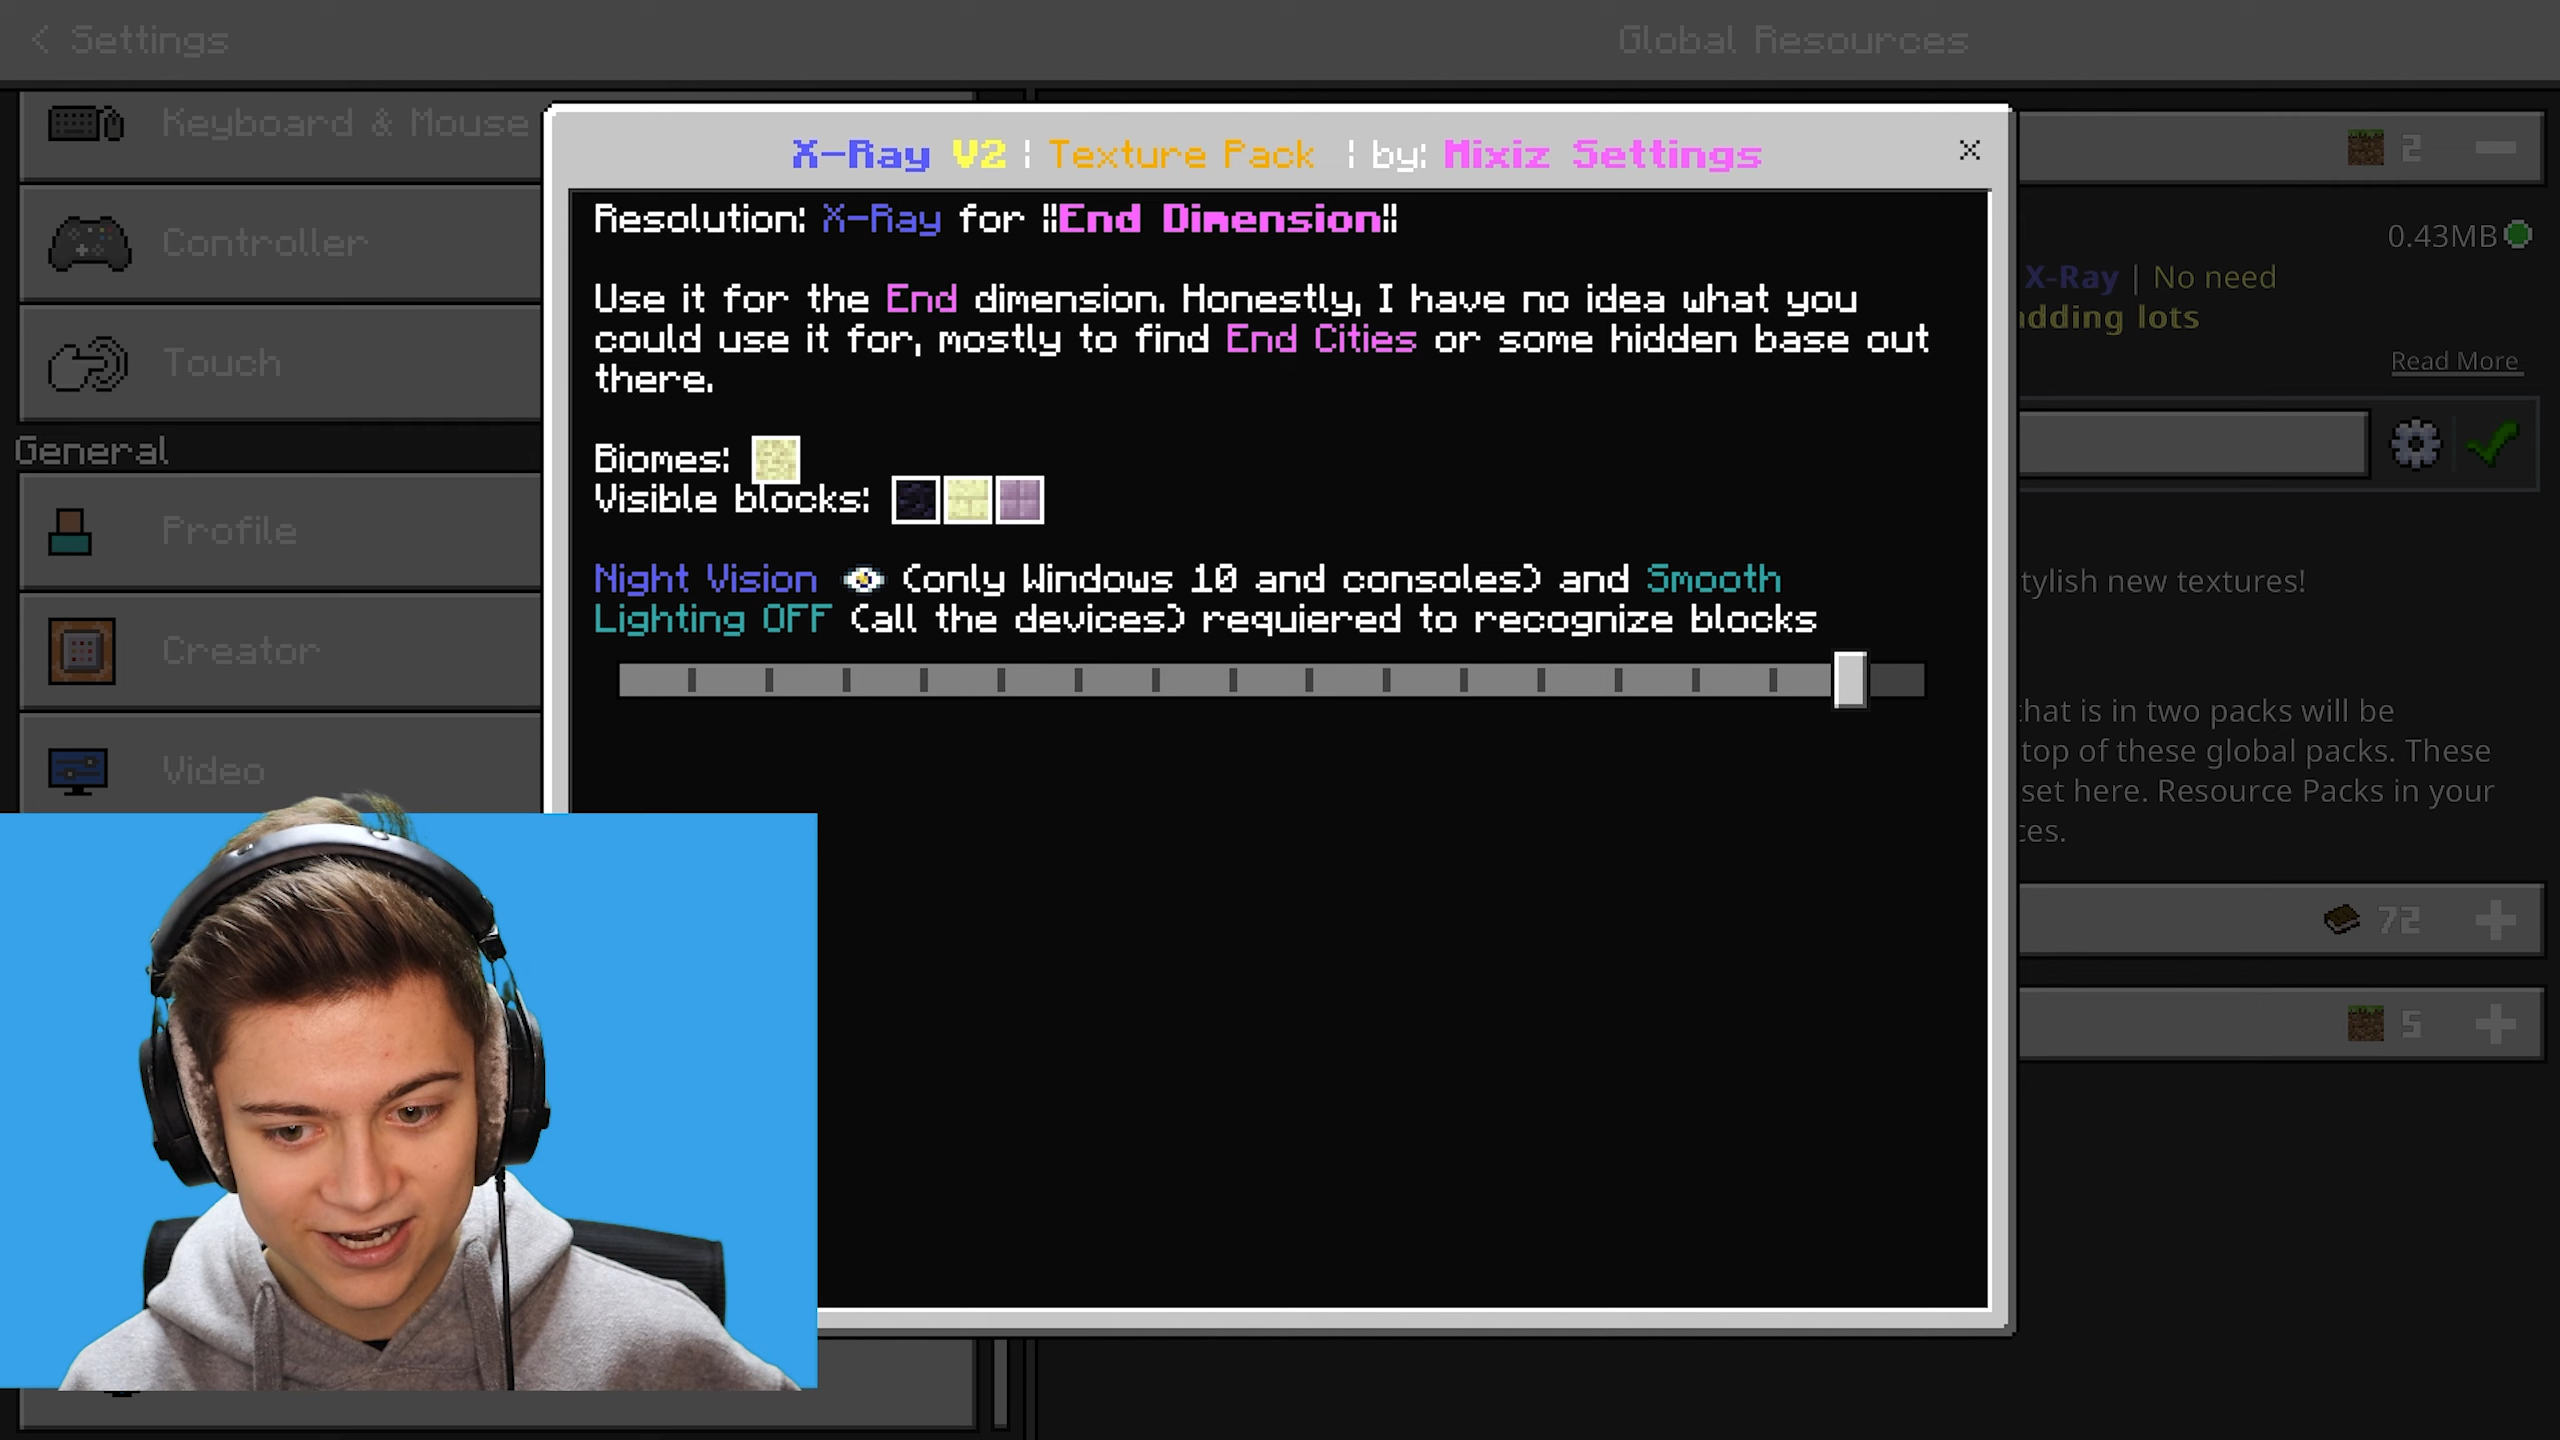 < Settings
Global Resources
Keyboard & Mouse
Controller
Touch
General
Profile
Creator
Video
X-Ray V2 | Texture Pack | by: Mixiz Settings
Resolution: X-Ray for "End Dimension"
Use it for the End dimension. Honestly, I have no idea what you
could use it for, mostly to find End Cities or some hidden base out
there.
Biomes:
Visible blocks:
Night Vision (only Windows 10 and consoles) and Smooth
Lighting OFF (all the devices) requiered to recognize blocks
2
0.43MB
X-Ray | No need
lots
Read More
new textures!
that is in two packs will be
top of these global packs. These
set here. Resource Packs in your
72
5